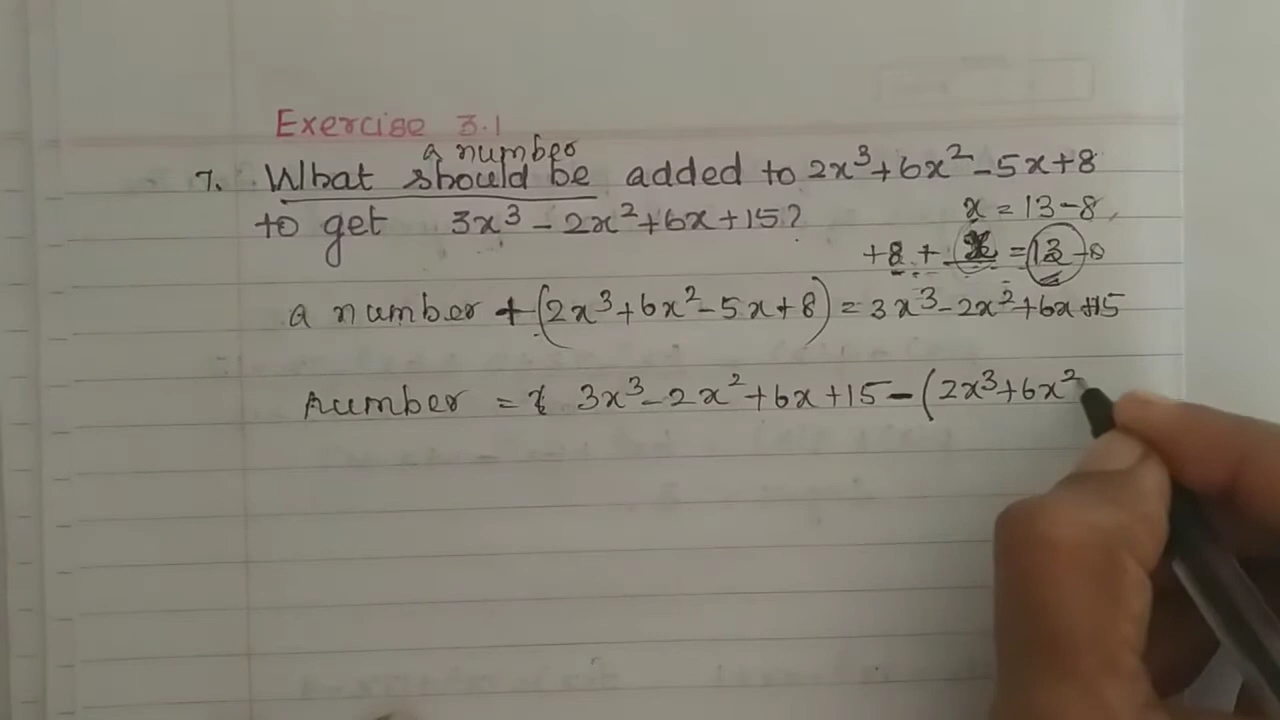 Exercise 3.1
a number
7. What should be added to 2x³+6x²-5x+8
to get 3x³-2x²+6x+15?
x = 13-8,
+8 + = 13-8
a number + (2x³+6x²-5x+8) = 3x³-2x²+6x+15
number = 3x³-2x²+6x+15-(2x³+6x²